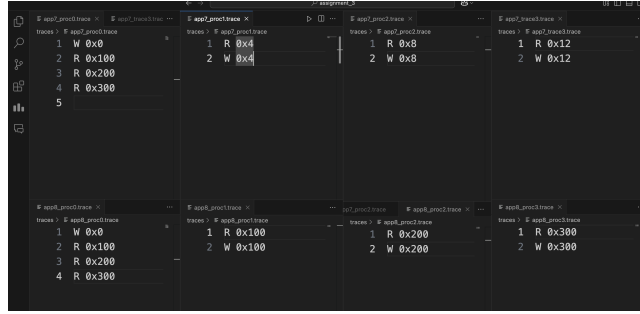 assignment_3
app7_proc0.trace × app7_trace3.trac ···
traces > app7_proc0.trace
1 W 0x0
2 R 0x100
3 R 0x200
4 R 0x300
5
app7_proc1.trace × ···
traces > app7_proc1.trace
1 R 0x4
2 W 0x4
app7_proc2.trace × ···
traces > app7_proc2.trace
1 R 0x8
2 W 0x8
app7_trace3.trace ×
traces > app7_trace3.trace
1 R 0x12
2 W 0x12
app8_proc0.trace × ···
traces > app8_proc0.trace
1 W 0x0
2 R 0x100
3 R 0x200
4 R 0x300
app8_proc1.trace × ···
traces > app8_proc1.trace
1 R 0x100
2 W 0x100
app7_proc2.trace app8_proc2.trace × ···
traces > app8_proc2.trace
1 R 0x200
2 W 0x200
app8_proc3.trace ×
traces > app8_proc3.trace
1 R 0x300
2 W 0x300